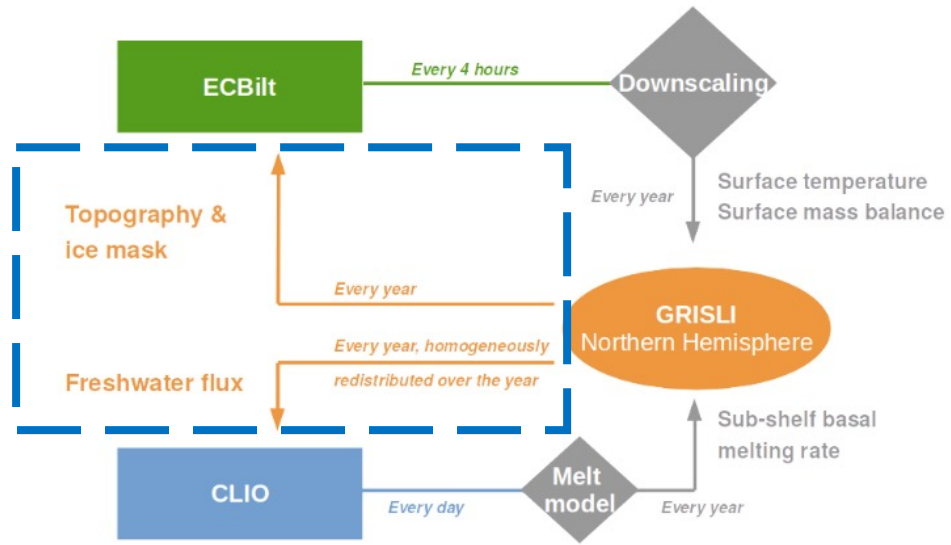 ECBilt
Every 4 hours
Downscaling
Every year
Surface temperature
Surface mass balance
Topography &
ice mask
Every year
GRISLI
Northern Hemisphere
Every year, homogeneously
redistributed over the year
Freshwater flux
Sub-shelf basal
melting rate
CLIO
Every day
Melt
model
Every year